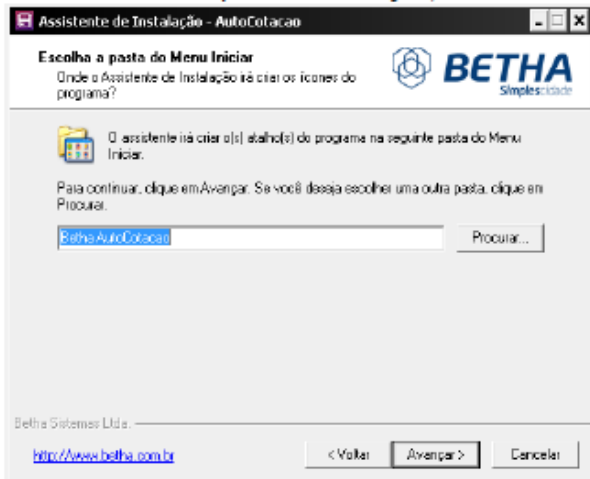 Assistente de Instalação - AutoCotacao
Escolha a pasta do Menu Iniciar
Onde o Assistente de Instalação irá criar os ícones do
programa?
BETHA
Simplescidade
O assistente irá criar o(s) atalho(s) do programa na seguinte pasta do Menu
Iniciar.
Para continuar, clique em Avançar. Se você deseja escolher uma outra pasta, clique em
Procurar.
Betha AutoCotacao
Procurar...
Betha Sistemas Ltda.
http://www.betha.com.br
< Voltar
Avançar >
Cancelar